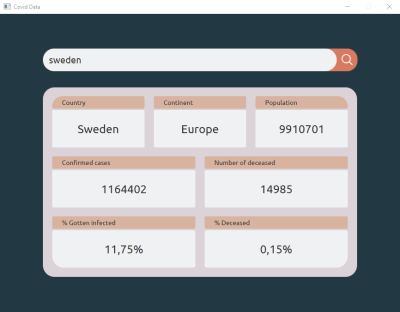 Covid Data
sweden
Country Continent Population
Sweden Europe 9910701
Confirmed cases Number of deceased
1164402 14985
% Gotten infected % Deceased
11,75% 0,15%